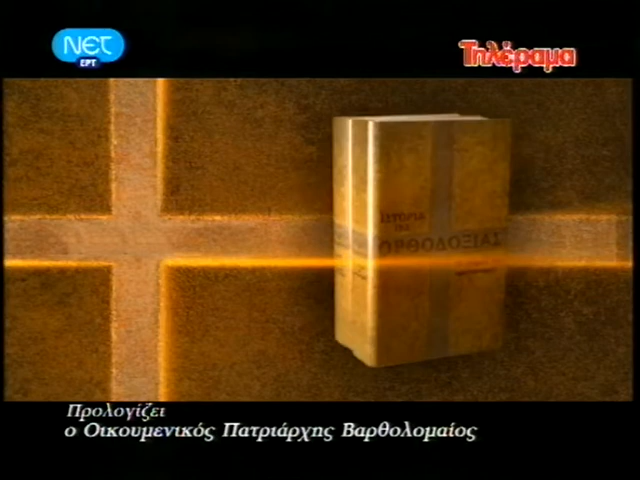 NET
ΕΡΤ
Τηλέραμα
ΙΣΤΟΡΙΑ
ΤΗΣ
ΟΡΘΟΔΟΞΙΑΣ
Προλογίζει
ο Οικουμενικός Πατριάρχης Βαρθολομαίος